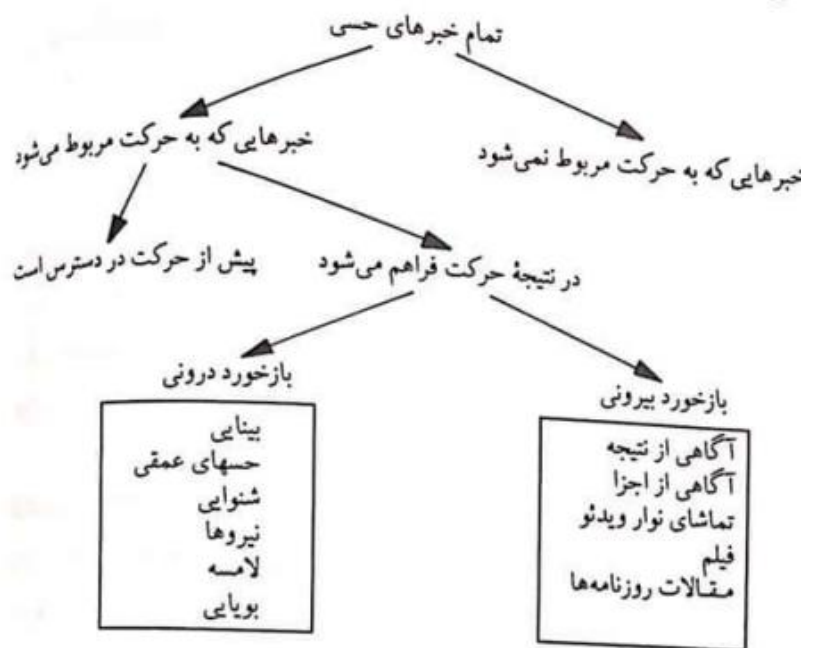 تمام خبرهای حسی
خبرهایی که به حرکت مربوط نمی‌شود
خبرهایی که به حرکت مربوط می‌شود
در نتیجهٔ حرکت فراهم می‌شود
پیش از حرکت در دسترس است
بازخورد بیرونی
آگاهی از نتیجه
آگاهی از اجزا
تماشای نوار ویدئو
فیلم
مقالات روزنامه‌ها
بازخورد درونی
بینایی
حسهای عمقی
شنوایی
نیروها
لامسه
بویایی